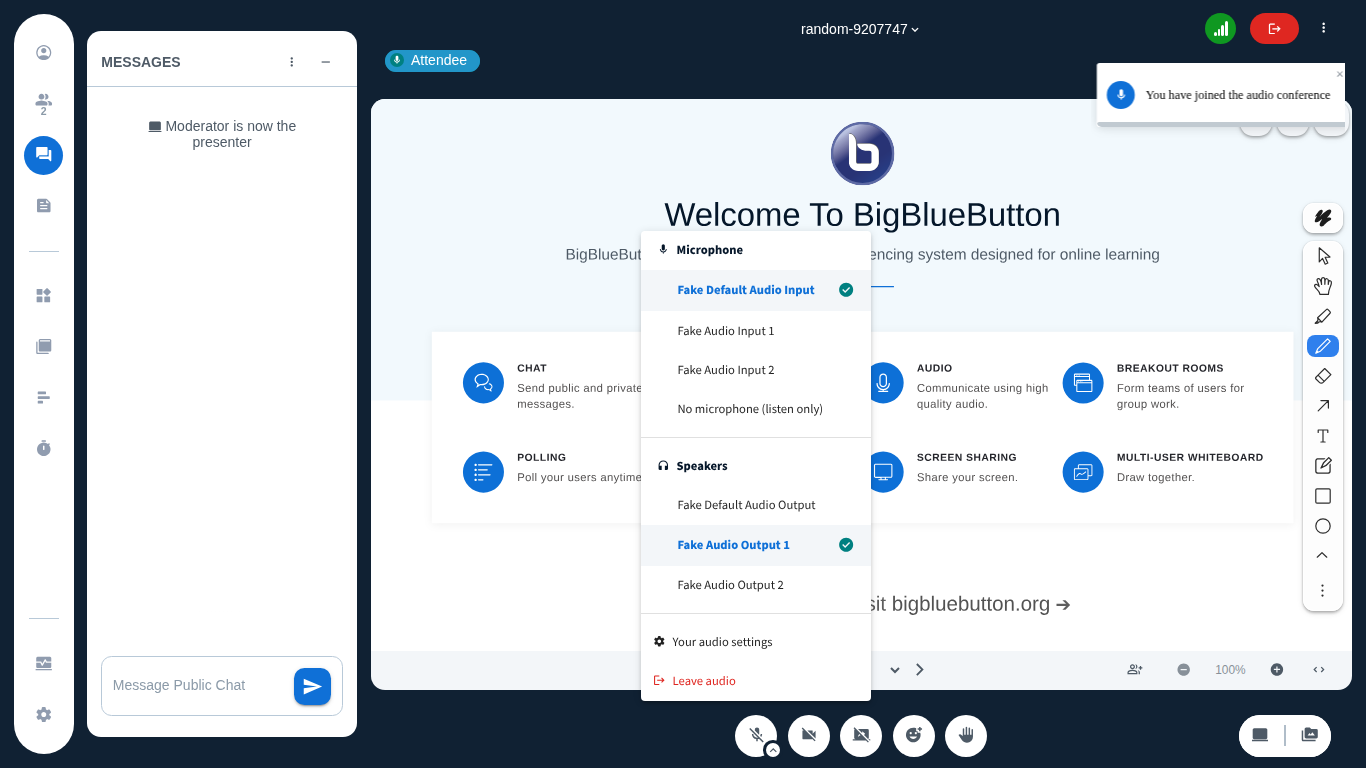 random-9207747
MESSAGES
Attendee
2
You have joined the audio conference
Moderator is now the
presenter
Welcome To BigBlueButton
BigBlueBut
encing system designed for online learning
Microphone
Fake Default Audio Input
Fake Audio Input 1
Fake Audio Input 2
No microphone (listen only)
Speakers
Fake Default Audio Output
Fake Audio Output 1
Fake Audio Output 2
Your audio settings
Leave audio
CHAT
Send public and private
messages.
AUDIO
Communicate using high
quality audio.
BREAKOUT ROOMS
Form teams of users for
group work.
POLLING
Poll your users anytime
SCREEN SHARING
Share your screen.
MULTI-USER WHITEBOARD
Draw together.
sit bigbluebutton.org ➔
100%
Message Public Chat